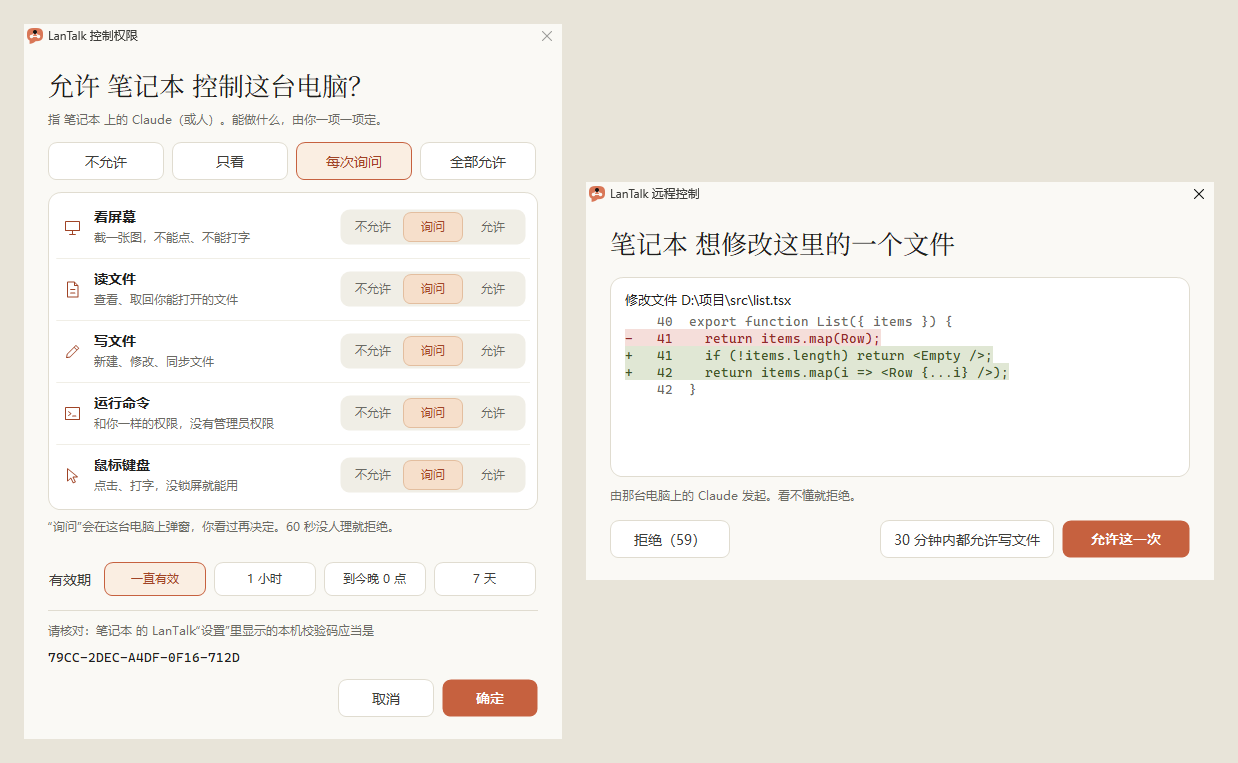 LanTalk 控制权限
允许 笔记本 控制这台电脑？
指 笔记本 上的 Claude（或人）。能做什么，由你一项一项定。
不允许 只看 每次询问 全部允许
看屏幕
截一张图，不能点、不能打字
不允许 询问 允许
读文件
查看、取回你能打开的文件
不允许 询问 允许
写文件
新建、修改、同步文件
不允许 询问 允许
运行命令
和你一样的权限，没有管理员权限
不允许 询问 允许
鼠标键盘
点击、打字，没锁屏就能用
不允许 询问 允许
“询问”会在这台电脑上弹窗，你看过再决定。60 秒没人理就拒绝。
有效期 一直有效 1 小时 到今晚 0 点 7 天
请核对：笔记本 的 LanTalk“设置”里显示的本机校验码应当是
79CC-2DEC-A4DF-0F16-712D
取消 确定
LanTalk 远程控制
笔记本 想修改这里的一个文件
修改文件 D:\项目\src\list.tsx
40 export function List({ items }) {
- 41 return items.map(Row);
+ 41 if (!items.length) return <Empty />;
+ 42 return items.map(i => <Row {...i} />);
42 }
由那台电脑上的 Claude 发起。看不懂就拒绝。
拒绝（59） 30 分钟内都允许写文件 允许这一次